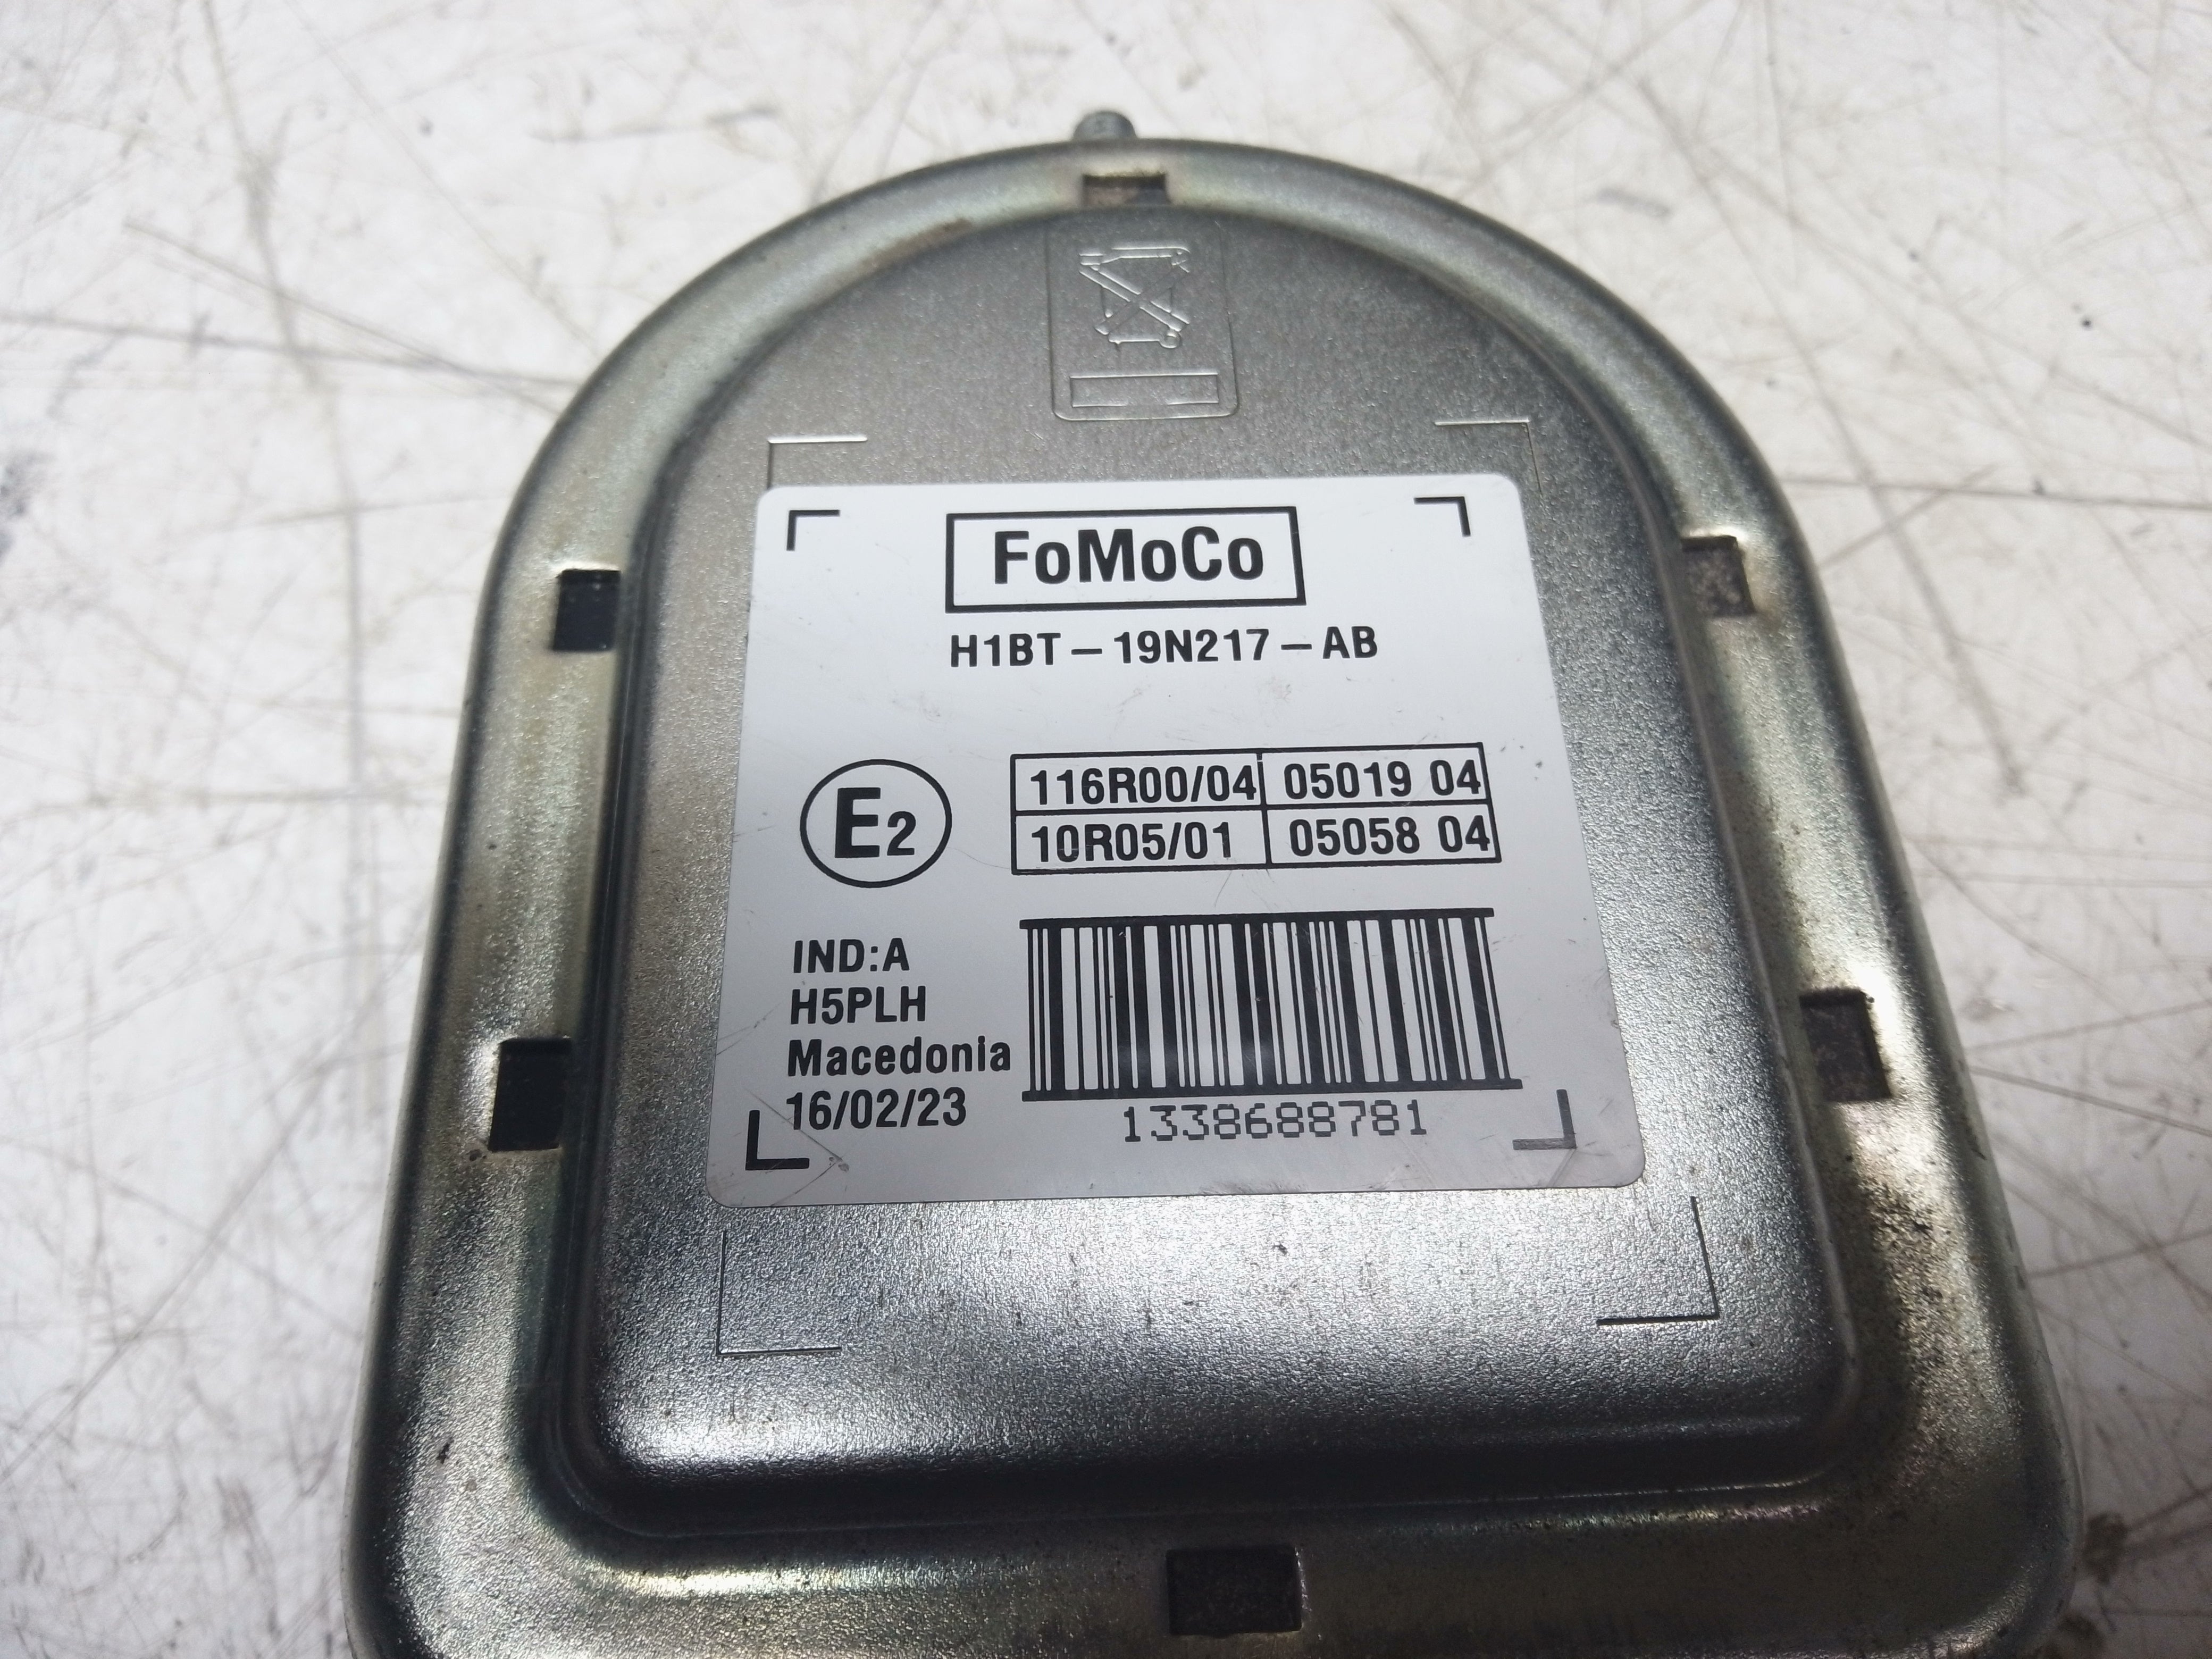 FoMoCo
H1BT–19N217–AB
E2
116R00/04 05019 04
10R05/01 05058 04
IND:A
H5PLH
Macedonia
16/02/23
1338688781